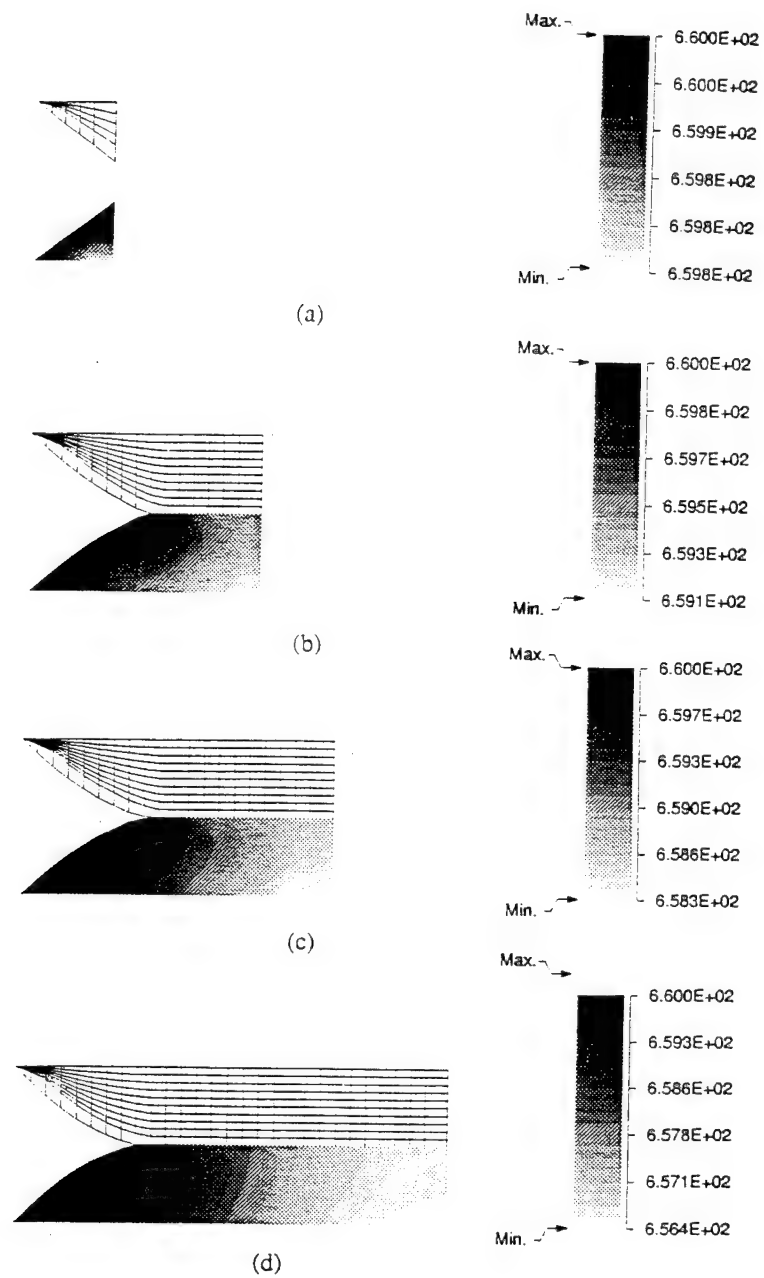 Max.
6.600E+02
6.600E+02
6.599E+02
6.598E+02
6.598E+02
6.598E+02
Min.
(a)
Max.
6.600E+02
6.598E+02
6.597E+02
6.595E+02
6.593E+02
6.591E+02
Min.
(b)
Max.
6.600E+02
6.597E+02
6.593E+02
6.590E+02
6.586E+02
6.583E+02
Min.
(c)
Max.
6.600E+02
6.593E+02
6.586E+02
6.578E+02
6.571E+02
6.564E+02
Min.
(d)